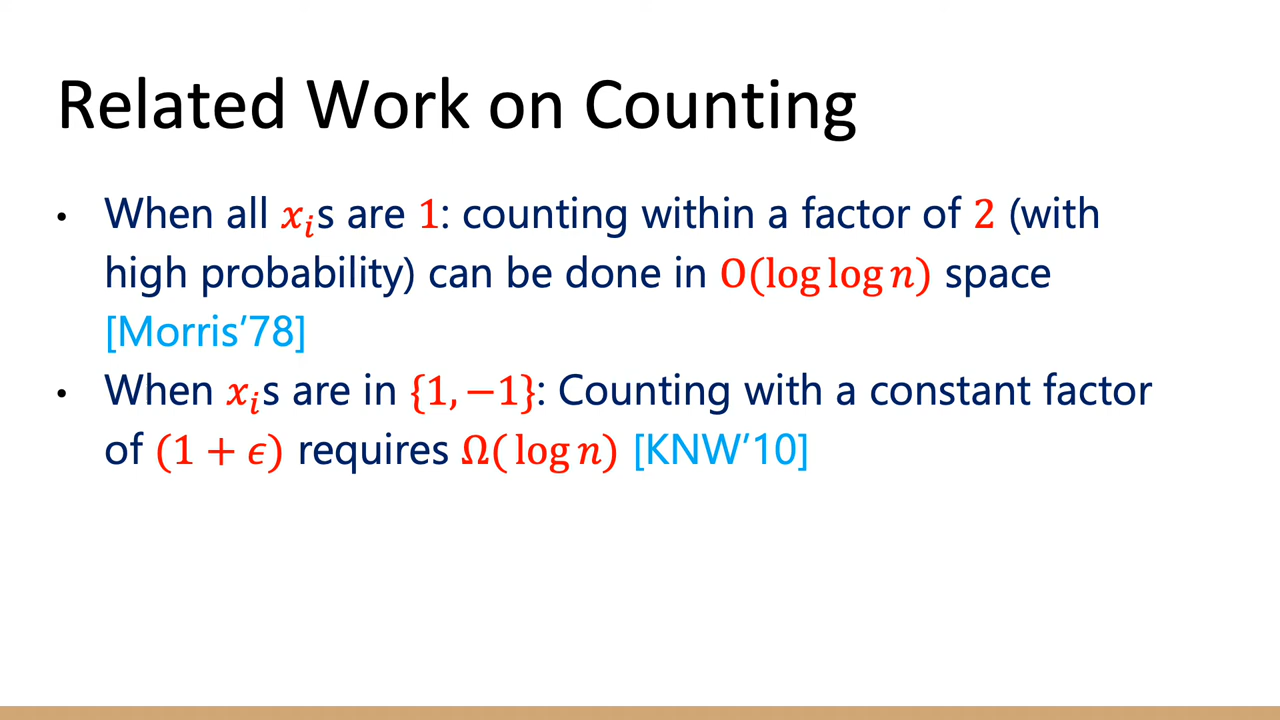 Related Work on Counting
• When all xᵢs are 1: counting within a factor of 2 (with
high probability) can be done in O(log log n) space
[Morris’78]
• When xᵢs are in {1, −1}: Counting with a constant factor
of (1 + ϵ) requires Ω( log n) [KNW’10]